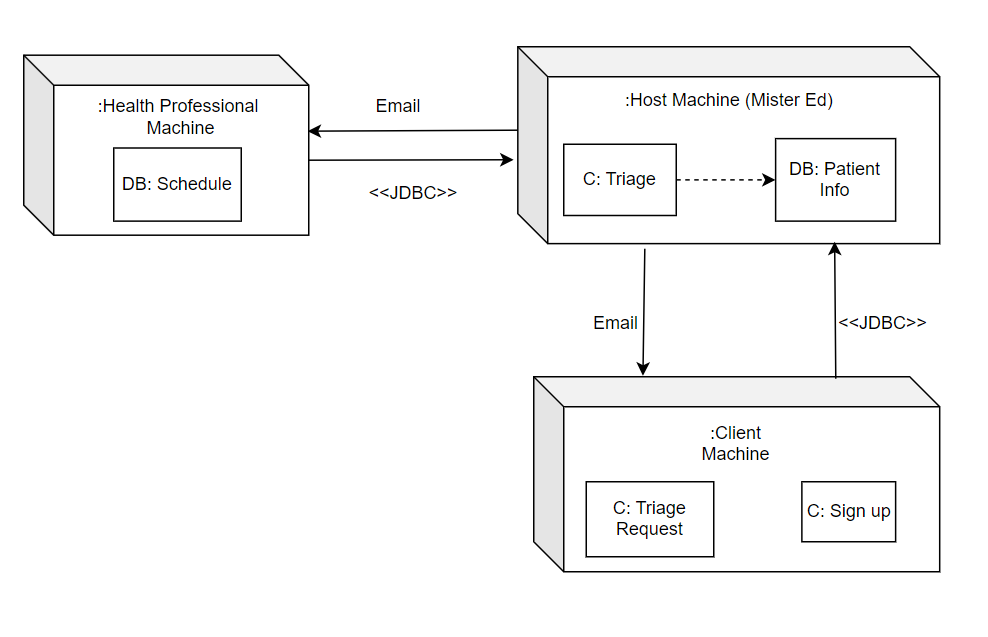 :Health Professional
Machine
DB: Schedule
Email
<<JDBC>>
:Host Machine (Mister Ed)
C: Triage
DB: Patient
Info
Email
<<JDBC>>
:Client
Machine
C: Triage
Request
C: Sign up